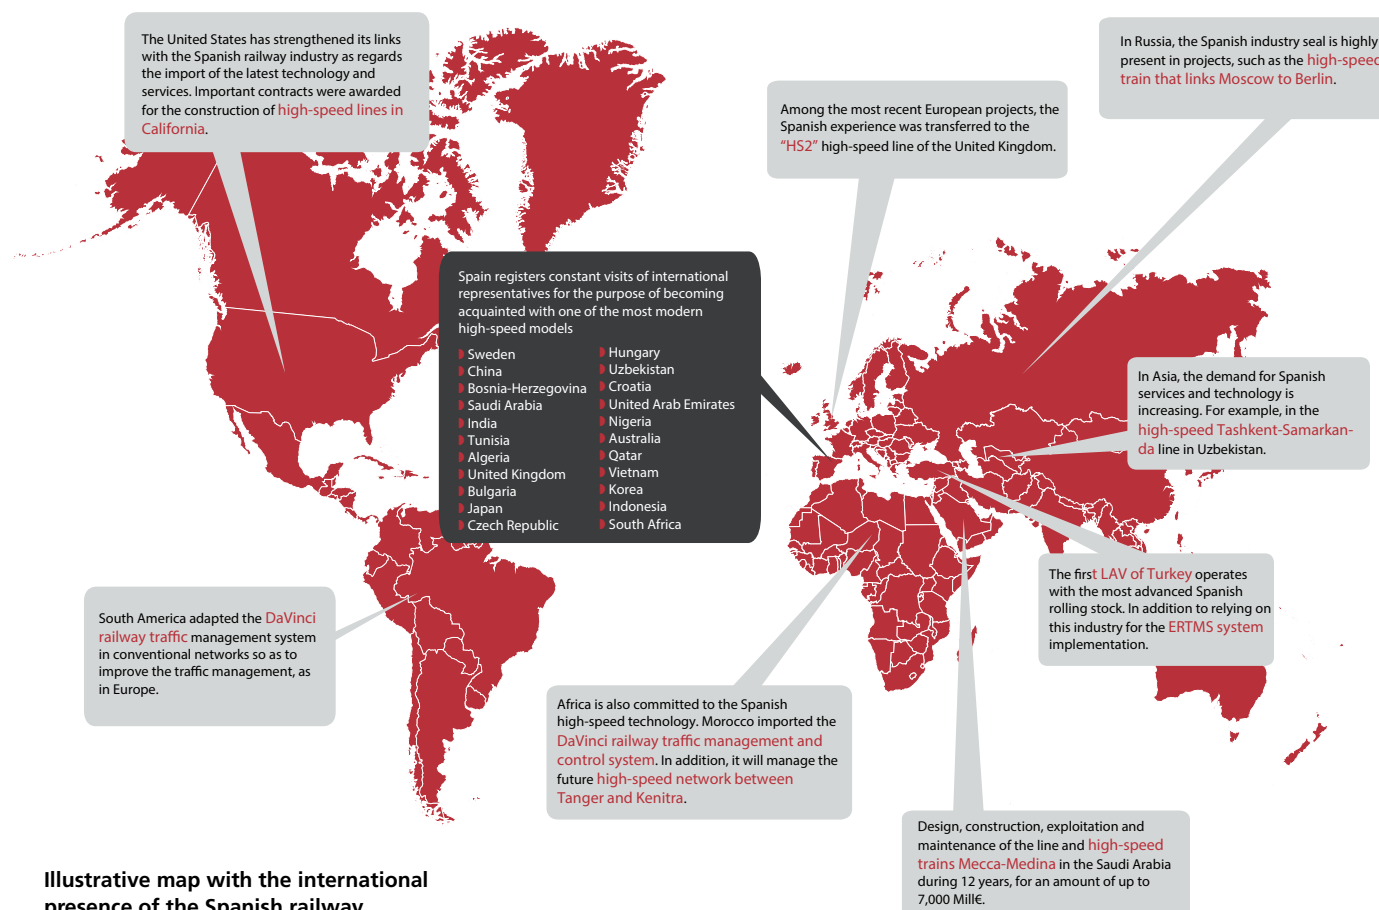 The United States has strengthened its links
with the Spanish railway industry as regards
the import of the latest technology and
services. Important contracts were awarded
for the construction of high-speed lines in
California.
Among the most recent European projects, the
Spanish experience was transferred to the
"HS2" high-speed line of the United Kingdom.
In Russia, the Spanish industry seal is highly
present in projects, such as the high-speed
train that links Moscow to Berlin.
Spain registers constant visits of international
representatives for the purpose of becoming
acquainted with one of the most modern
high-speed models
Sweden
China
Bosnia-Herzegovina
Saudi Arabia
India
Tunisia
Algeria
United Kingdom
Bulgaria
Japan
Czech Republic
Hungary
Uzbekistan
Croatia
United Arab Emirates
Nigeria
Australia
Qatar
Vietnam
Korea
Indonesia
South Africa
In Asia, the demand for Spanish
services and technology is
increasing. For example, in the
high-speed Tashkent-Samarkan-
da line in Uzbekistan.
The first LAV of Turkey operates
with the most advanced Spanish
rolling stock. In addition to relying on
this industry for the ERTMS system
implementation.
South America adapted the DaVinci
railway traffic management system
in conventional networks so as to
improve the traffic management, as
in Europe.
Africa is also committed to the Spanish
high-speed technology. Morocco imported the
DaVinci railway traffic management and
control system. In addition, it will manage the
future high-speed network between
Tanger and Kenitra.
Design, construction, exploitation and
maintenance of the line and high-speed
trains Mecca-Medina in the Saudi Arabia
during 12 years, for an amount of up to
7,000 Mill€.
Illustrative map with the international
presence of the Spanish railway